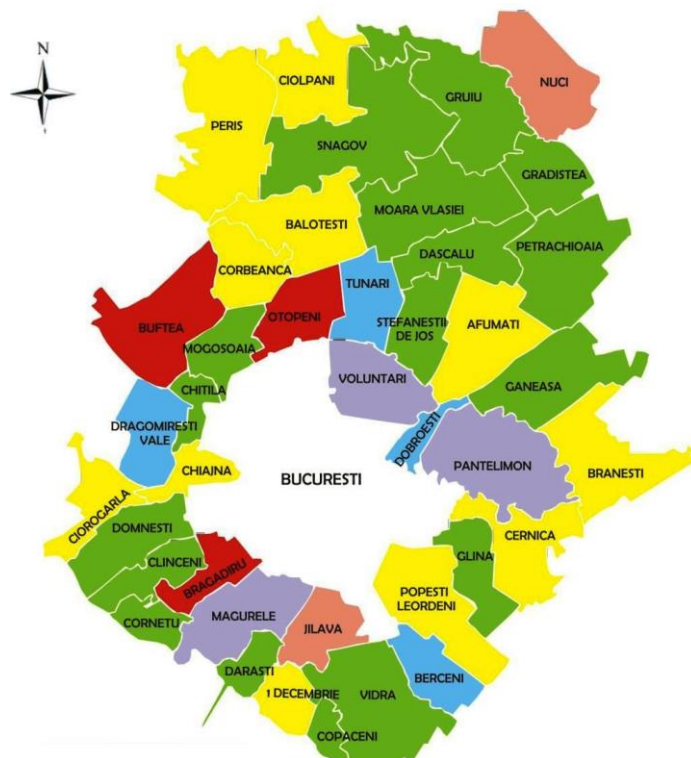 N
CIOLPANI
NUCI
GRUIU
PERIS
SNAGOV
GRADISTEA
MOARA VLASIEI
BALOTESTI
PETRACHIOAIA
DASCALU
CORBEANCA
TUNARI
OTOPENI
STEFANESTII
DE JOS
AFUMATI
BUFTEA
MOGOSOAIA
VOLUNTARI
CHITILA
GANEASA
DRAGOMIRESTI
VALE
DOBROESTI
CHIAJNA
PANTELIMON
BRANESTI
BUCURESTI
CIOROGARLA
DOMNESTI
CERNICA
GLINA
CLINCENI
BRAGADIRU
POPESTI
LEORDENI
CORNETU
MAGURELE
JILAVA
DARASTI
BERCENI
1 DECEMBRIE
VIDRA
COPACENI